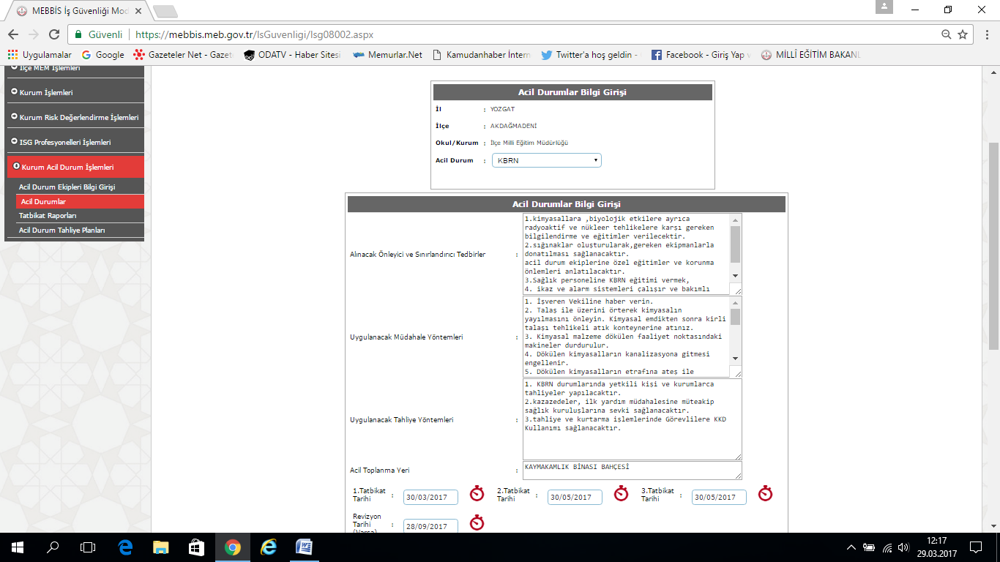 MEBBİS İş Güvenliği Mod
Güvenli
https://mebbis.meb.gov.tr/IsGuvenligi/Isg08002.aspx
Uygulamalar
Google
Gazeteler Net - Gazet
ODATV - Haber Sitesi
Memurlar.Net
Kamudanhaber İntern
Twitter'a hoş geldin -
Facebook - Giriş Yap v
MİLLÎ EĞİTİM BAKANL
İlçe MEM İşlemleri
Kurum İşlemleri
Kurum Risk Değerlendirme İşlemleri
ISG Profesyonelleri İşlemleri
Kurum Acil Durum İşlemleri
Acil Durum Ekipleri Bilgi Girişi
Acil Durumlar
Tatbikat Raporları
Acil Durum Tahliye Planları
Acil Durumlar Bilgi Girişi
İl : YOZGAT
İlçe : AKDAĞMADENİ
Okul/Kurum : İlçe Milli Eğitim Müdürlüğü
Acil Durum : KBRN
Acil Durumlar Bilgi Girişi
Alınacak Önleyici ve Sınırlandırıcı Tedbirler :
1.kimyasallara ,biyolojik etkilere ayrıca
radyoaktif ve nükleer tehlikelere karşı gereken
bilgilendirme ve eğitimler verilecektir.
2.sığınaklar oluşturularak,gereken ekipmanlarla
donatılması sağlanacaktır.
acil durum ekiplerine özel eğitimler ve korunma
önlemleri anlatılacaktır.
3.Sağlık personeline KBRN eğitimi vermek,
4. ikaz ve alarm sistemleri çalışır ve bakımlı
Uygulanacak Müdahale Yöntemleri :
1. İşveren Vekiline haber verin.
2. Talaş ile üzerini örterek kimyasalın
yayılmasını önleyin. Kimyasal emdikten sonra kirli
talaşı tehlikeli atık konteynerine atınız.
3. Kimyasal malzeme dökülen faaliyet noktasındaki
makineler durdurulur.
4. Dökülen kimyasalların kanalizasyona gitmesi
engellenir.
5. Dökülen kimyasalların etrafına ateş ile
Uygulanacak Tahliye Yöntemleri :
1. KBRN durumlarında yetkili kişi ve kurumlarca
tahliyeler yapılacaktır.
2.kazazedeler, ilk yardım müdahalesine müteakip
sağlık kuruluşlarına sevki sağlanacaktır.
3.tahliye ve kurtarma işlemlerinde Görevlilere KKD
Kullanımı sağlanacaktır.
Acil Toplanma Yeri : KAYMAKAMLIK BİNASI BAHÇESİ
1.Tatbikat Tarihi : 30/03/2017
2.Tatbikat Tarihi : 30/05/2017
3.Tatbikat Tarihi : 30/05/2017
Revizyon Tarihi (Varsa) : 28/09/2017
12:17
29.03.2017